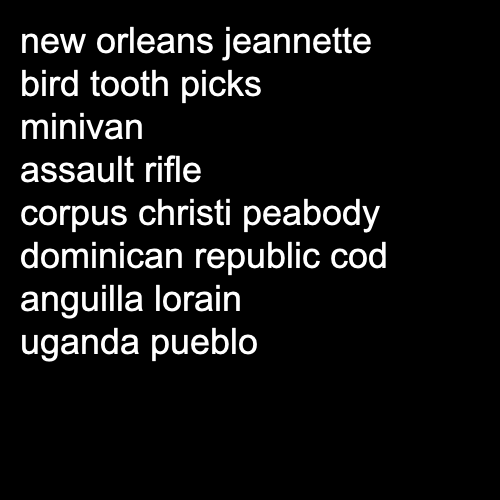 new orleans jeannette
bird tooth picks
minivan
assault rifle
corpus christi peabody
dominican republic cod
anguilla lorain
uganda pueblo